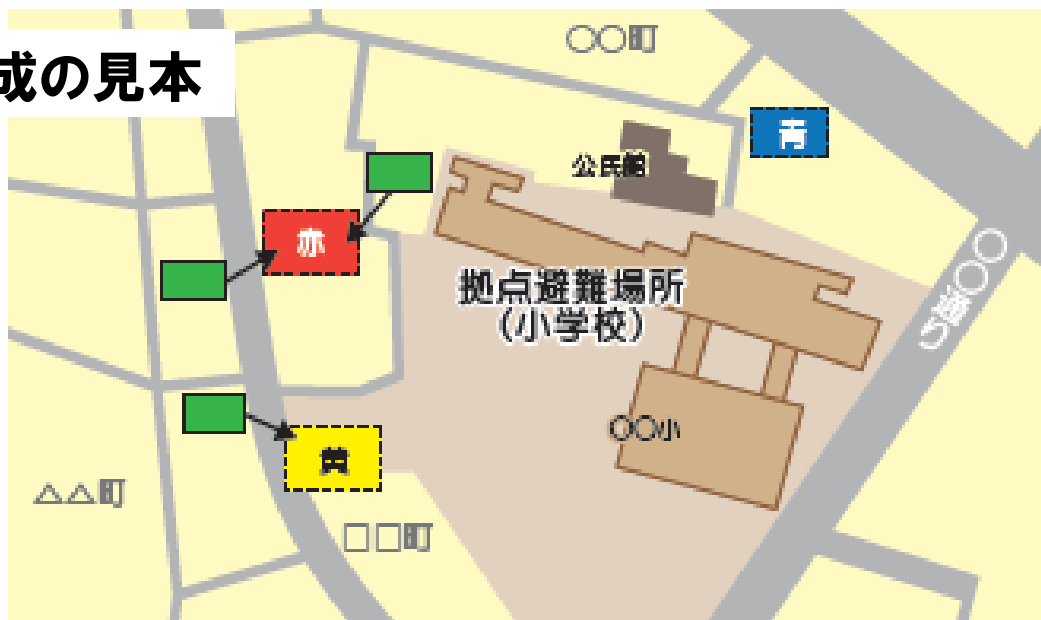 成の見本
○○町
青
公民館
赤
拠点避難場所
（小学校）
○○通り
○○小
黄
△△町
□□町